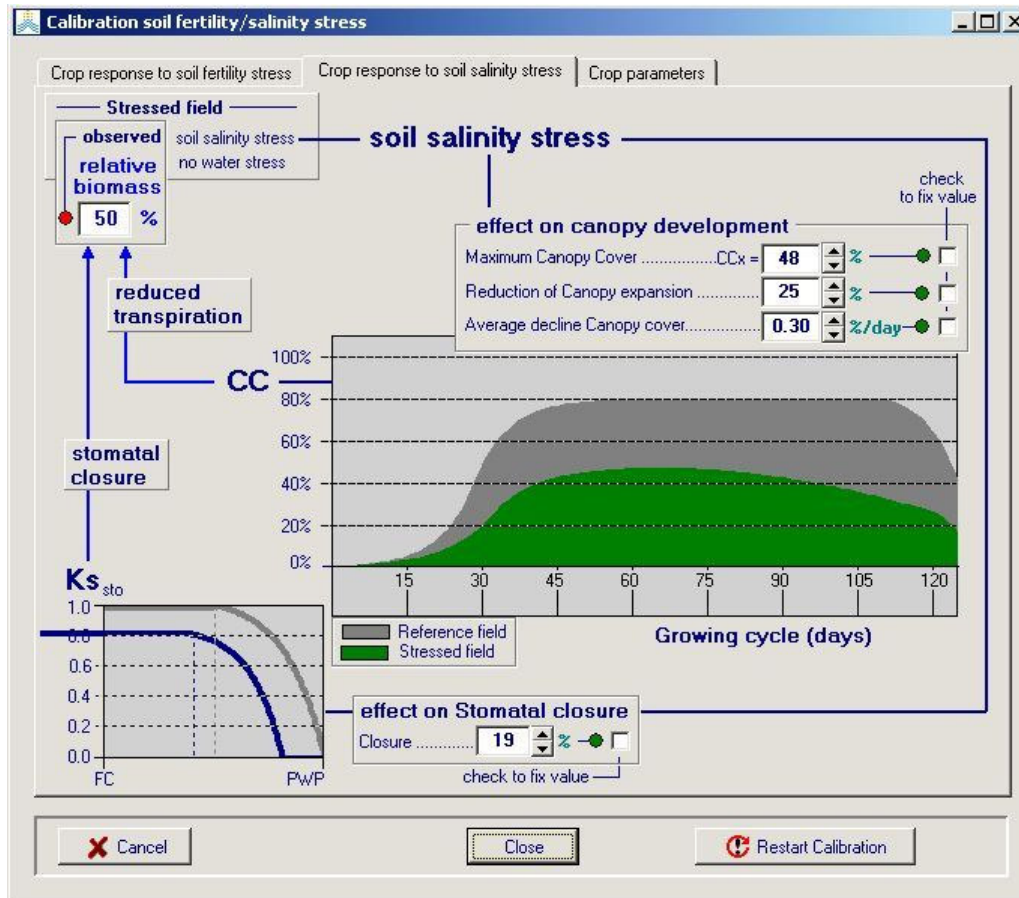 Calibration soil fertility/salinity stress
Crop response to soil fertility stress
Crop response to soil salinity stress
Crop parameters
Stressed field
observed
soil salinity stress
no water stress
relative
biomass
50 %
soil salinity stress
check
to fix value
effect on canopy development
Maximum Canopy Cover ...............CCx = 48 %
Reduction of Canopy expansion ............. 25 %
Average decline Canopy cover............... 0.30 %/day
reduced
transpiration
CC
stomatal
closure
100%
80%
60%
40%
20%
0%
15 30 45 60 75 90 105 120
Growing cycle (days)
Reference field
Stressed field
Ks sto
1.0
0.8
0.6
0.4
0.2
0.0
FC PWP
effect on Stomatal closure
Closure ............ 19 %
check to fix value
Cancel
Close
Restart Calibration